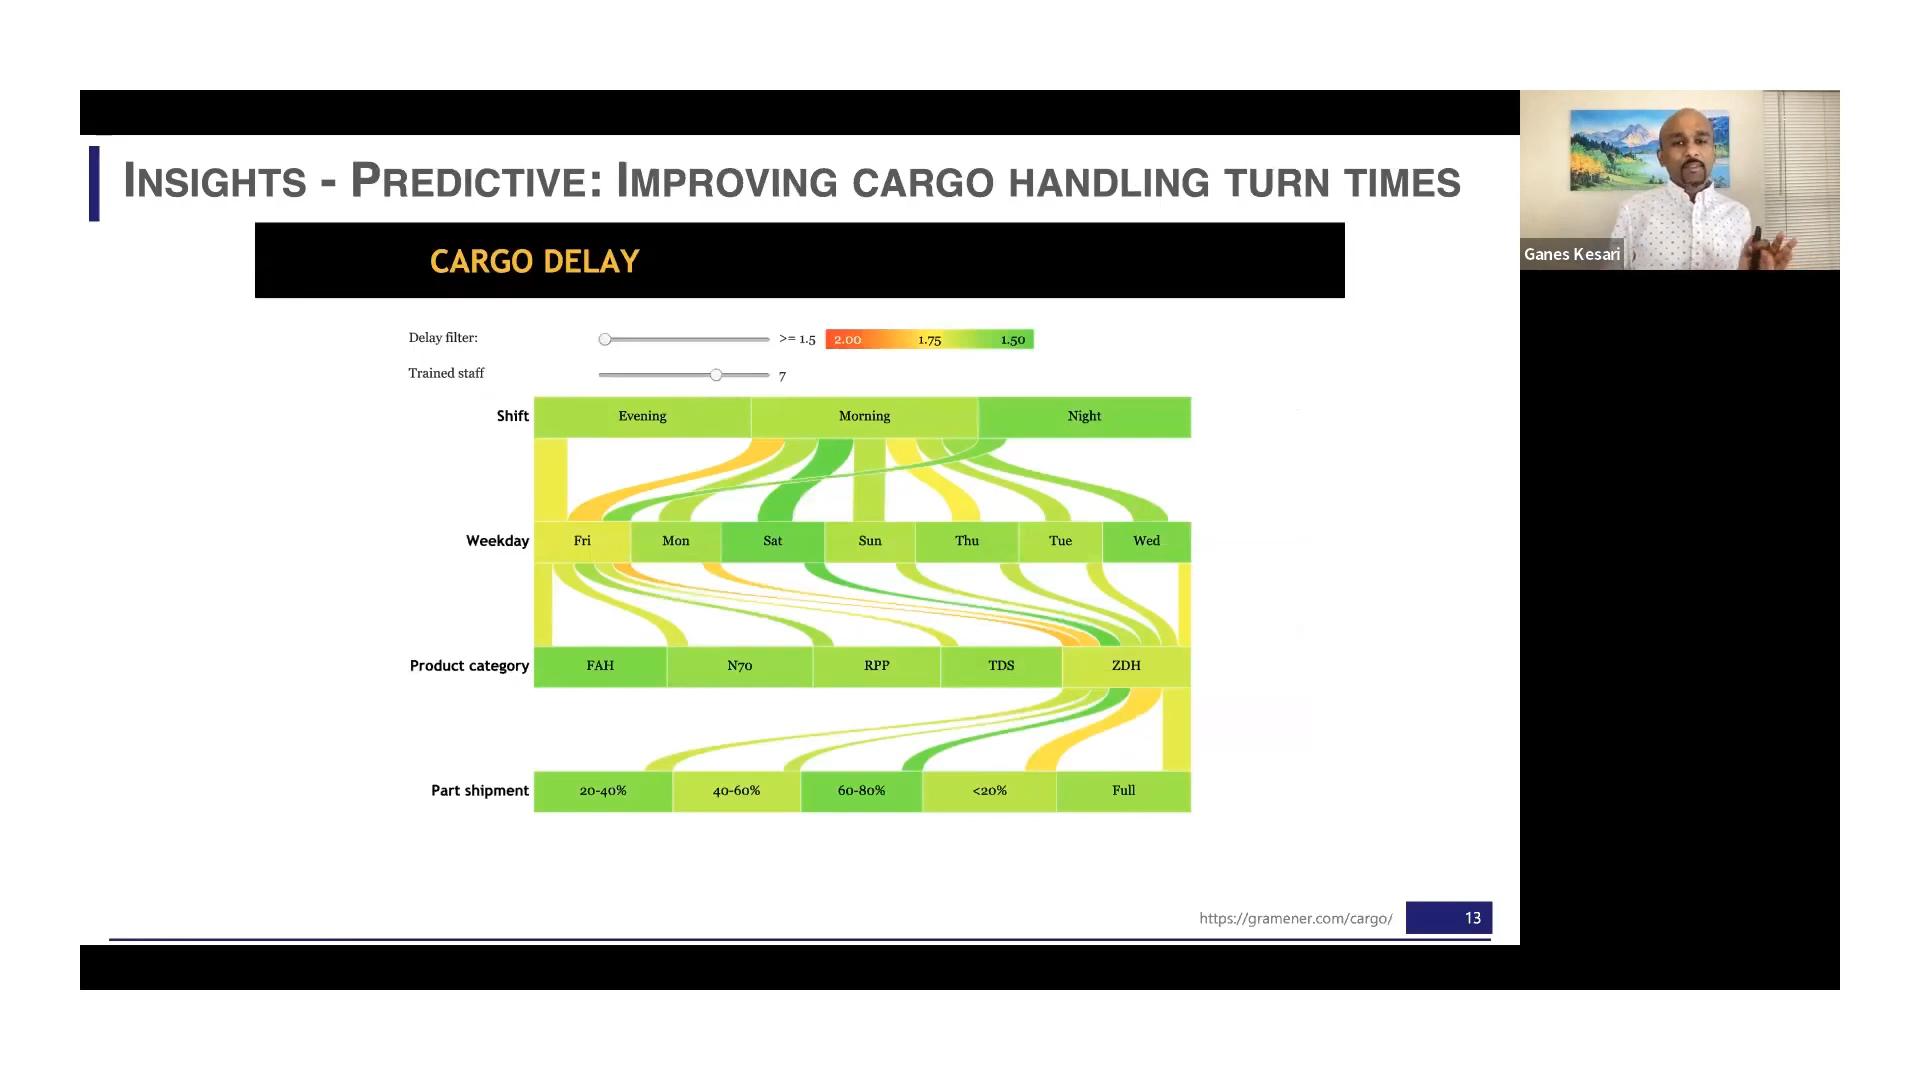 INSIGHTS - PREDICTIVE: IMPROVING CARGO HANDLING TURN TIMES
Ganes Kesari
CARGO DELAY
Delay filter: >= 1.5 2.00 1.75 1.50
Trained staff 7
Shift Evening Morning Night
Weekday Fri Mon Sat Sun Thu Tue Wed
Product category FAH N70 RPP TDS ZDH
Part shipment 20-40% 40-60% 60-80% <20% Full
https://gramener.com/cargo/ 13